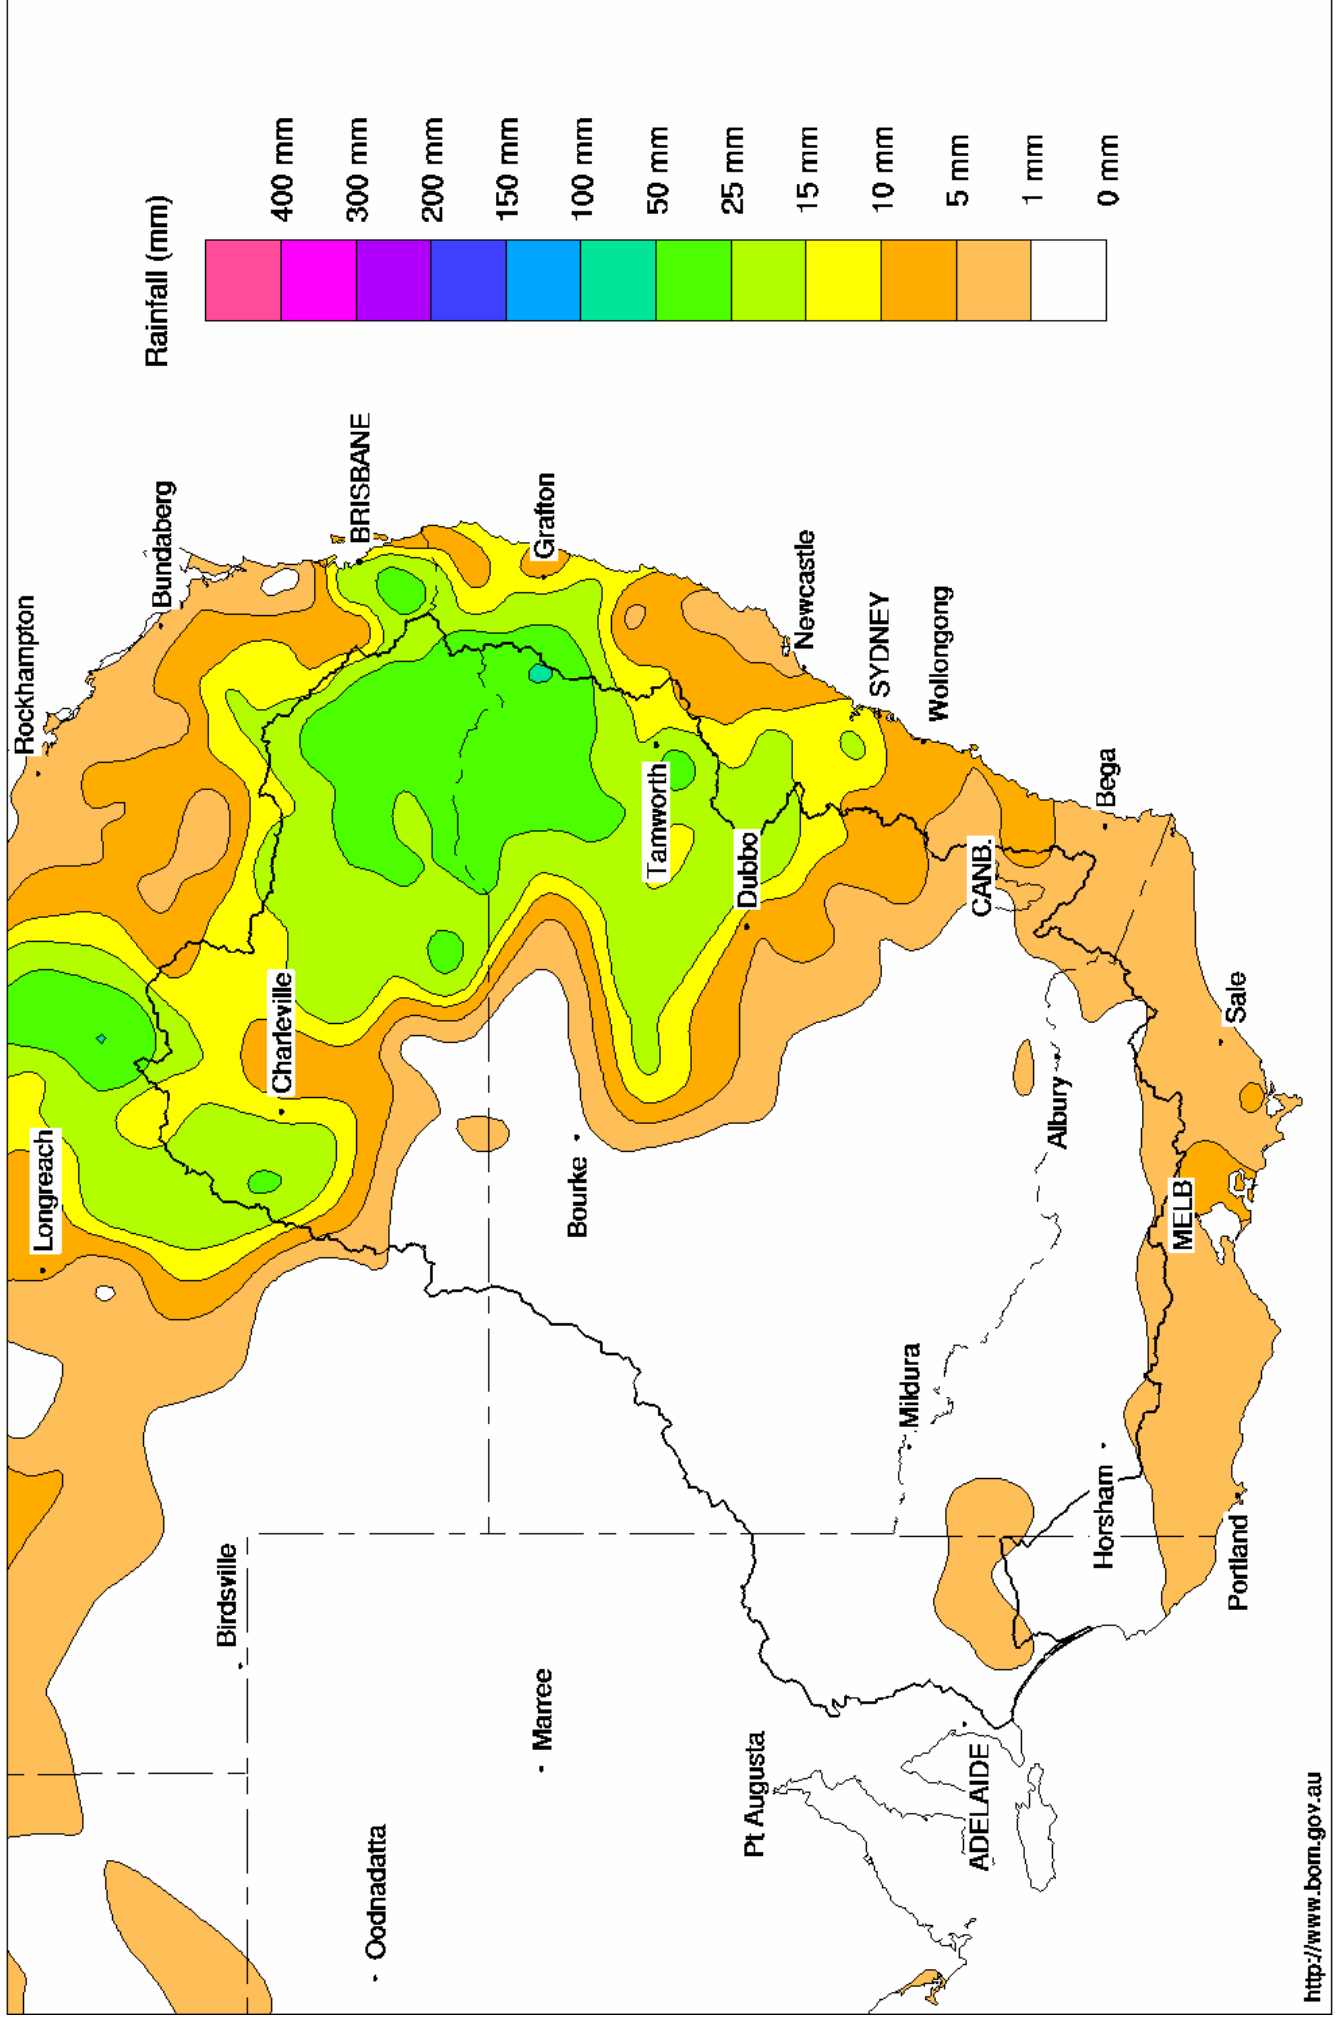 Rainfall (mm)
400 mm
300 mm
200 mm
150 mm
100 mm
50 mm
25 mm
15 mm
10 mm
5 mm
1 mm
0 mm
Rockhampton
Bundaberg
BRISBANE
Grafton
Newcastle
SYDNEY
Wollongong
Bega
Tamworth
Dubbo
CANB.
Charleville
Longreach
Sale
Albury
Bourke
MELB
Mildura
Horsham
Portland
Birdsville
Marree
Pt Augusta
ADELAIDE
Oodnadatta
http://www.bom.gov.au